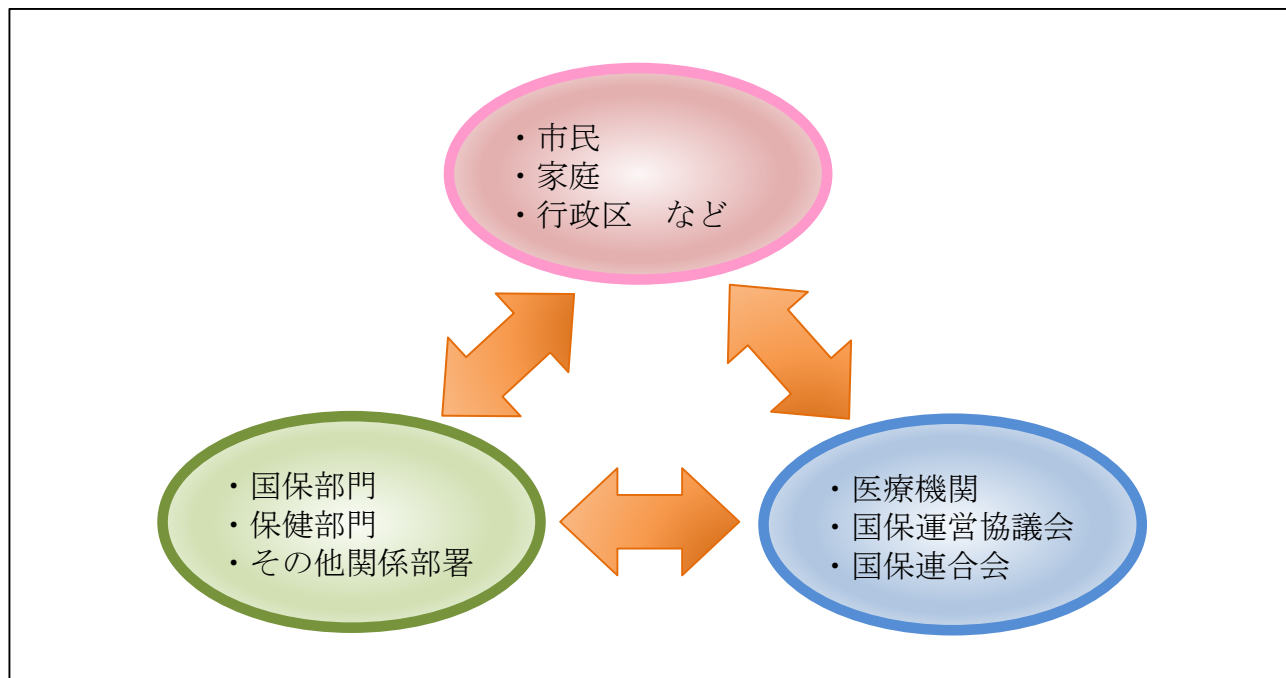 ・市民
・家庭
・行政区　など
・国保部門
・保健部門
・その他関係部署
・医療機関
・国保運営協議会
・国保連合会